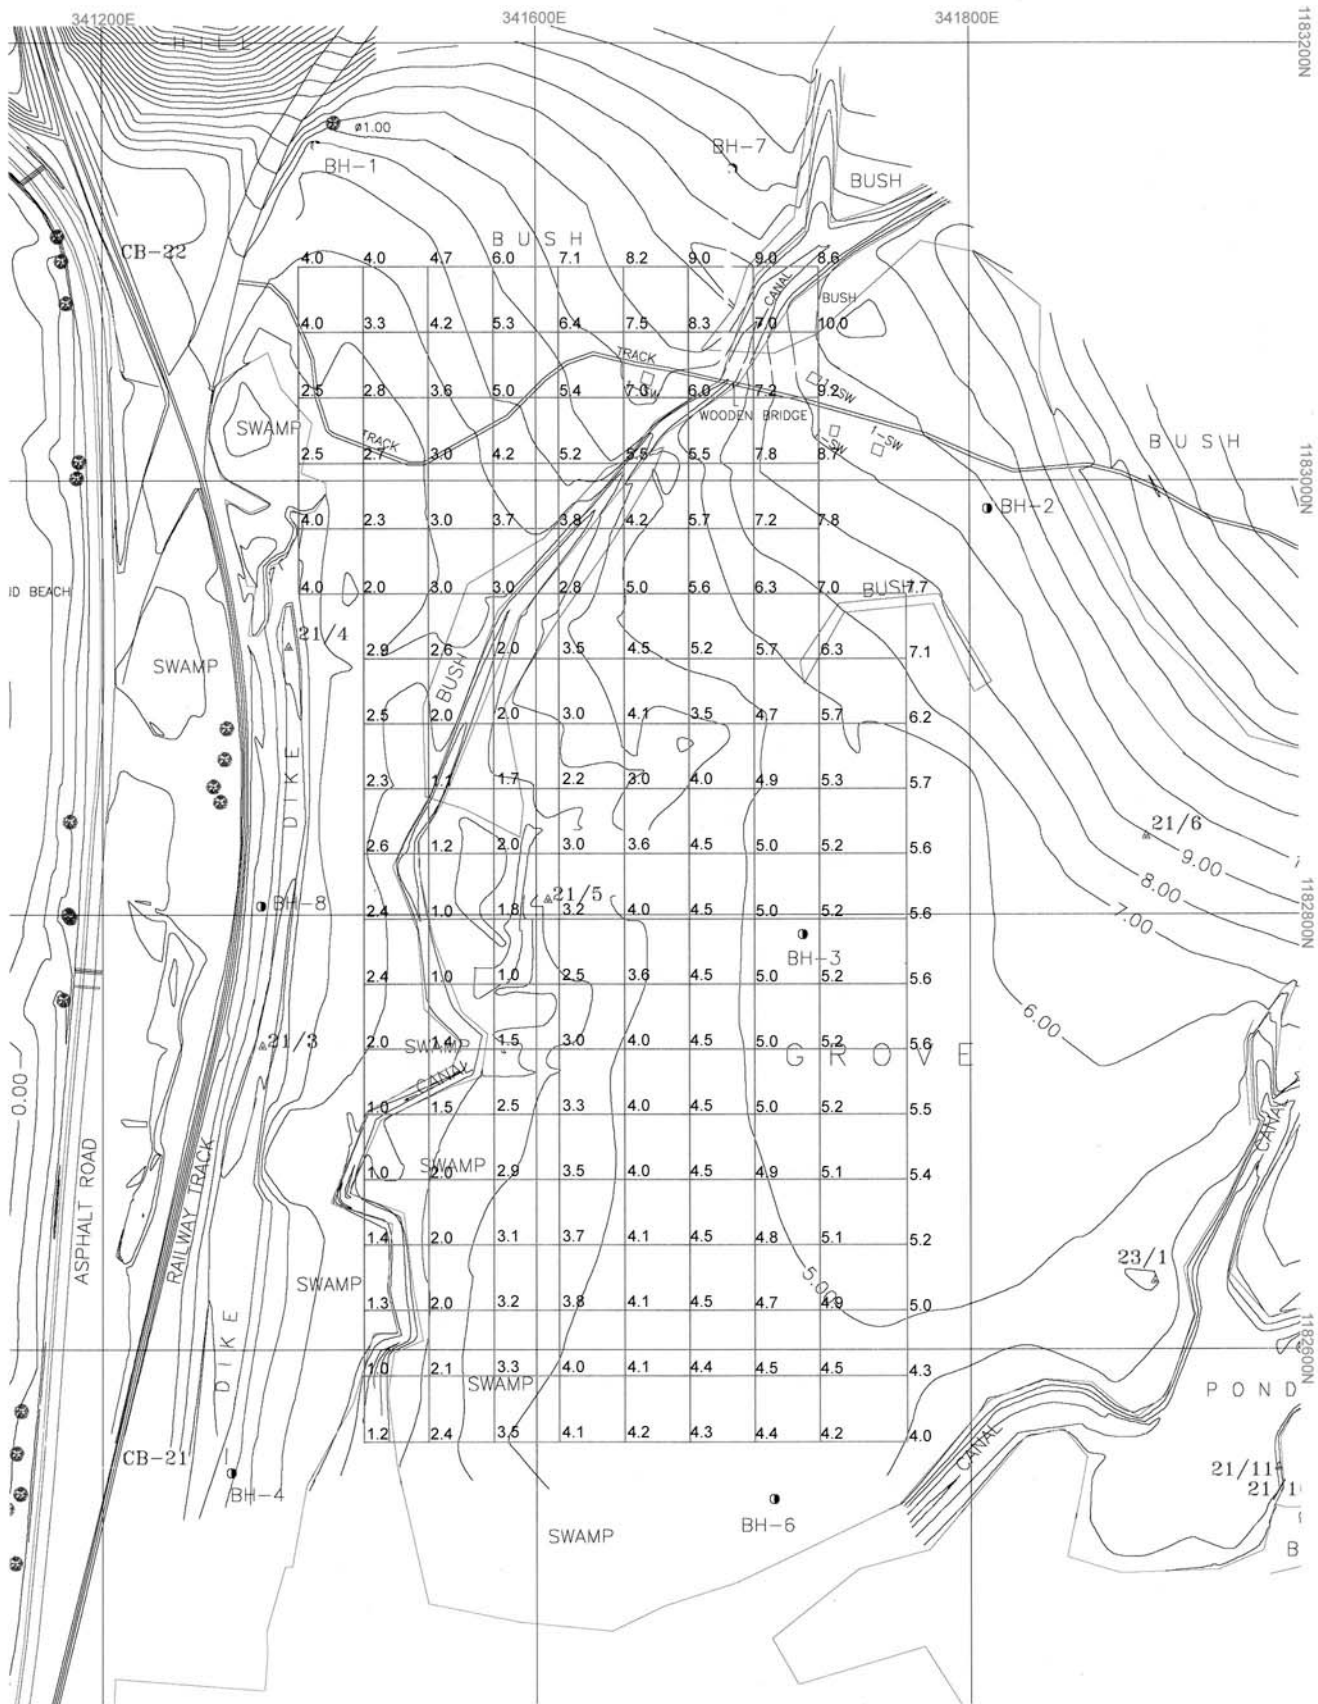 341200E 341600E 341800E
1183200N
HILL
ø1.00
BH-1
BH-7
BUSH
CB-22
BUSH
4.0 4.0 4.7 6.0 7.1 8.2 9.0 9.0 8.6
CANAL
BUSH
4.0 3.3 4.2 5.3 6.4 7.5 8.3 7.0 10.0
TRACK
2.5 2.8 3.6 5.0 5.4 7.0 6.0 7.2 9.2
1-SW
WOODEN BRIDGE
SWAMP
TRACK
1-SW
1-SW
BUSH
2.5 2.7 3.0 4.2 5.2 5.5 5.5 7.8 8.7
1183000N
BH-2
4.0 2.3 3.0 3.7 3.8 4.2 5.7 7.2 7.8
ID BEACH
4.0 2.0 3.0 3.0 2.8 5.0 5.6 6.3 7.0 BUSH 7.7
21/4
2.9 2.6 2.0 3.5 4.5 5.2 5.7 6.3 7.1
SWAMP
BUSH
2.5 2.0 2.0 3.0 4.1 3.5 4.7 5.7 6.2
DIKE
2.3 1.1 1.7 2.2 3.0 4.0 4.9 5.3 5.7
21/6
2.6 1.2 2.0 3.0 3.6 4.5 5.0 5.2 5.6
9.00
8.00
7.00
21/5
BH-8
2.4 1.0 1.8 3.2 4.0 4.5 5.0 5.2 5.6
1182800N
BH-3
2.4 1.0 1.0 2.5 3.6 4.5 5.0 5.2 5.6
6.00
21/3
2.0 1.4 1.5 3.0 4.0 4.5 5.0 5.2 5.6
SWAMP
GROVE
CANAL
0.00
1.0 1.5 2.5 3.3 4.0 4.5 5.0 5.2 5.5
CANAL
SWAMP
1.0 2.0 2.9 3.5 4.0 4.5 4.9 5.1 5.4
ASPHALT ROAD
RAILWAY TRACK
1.4 2.0 3.1 3.7 4.1 4.5 4.8 5.1 5.2
23/1
SWAMP
5.00
1.3 2.0 3.2 3.8 4.1 4.5 4.7 4.9 5.0
DIKE
1182600N
1.0 2.1 3.3 4.0 4.1 4.4 4.5 4.5 4.3
SWAMP
POND
1.2 2.4 3.5 4.1 4.2 4.3 4.4 4.2 4.0
CANAL
CB-21
21/11
BH-4
BH-6
SWAMP
B